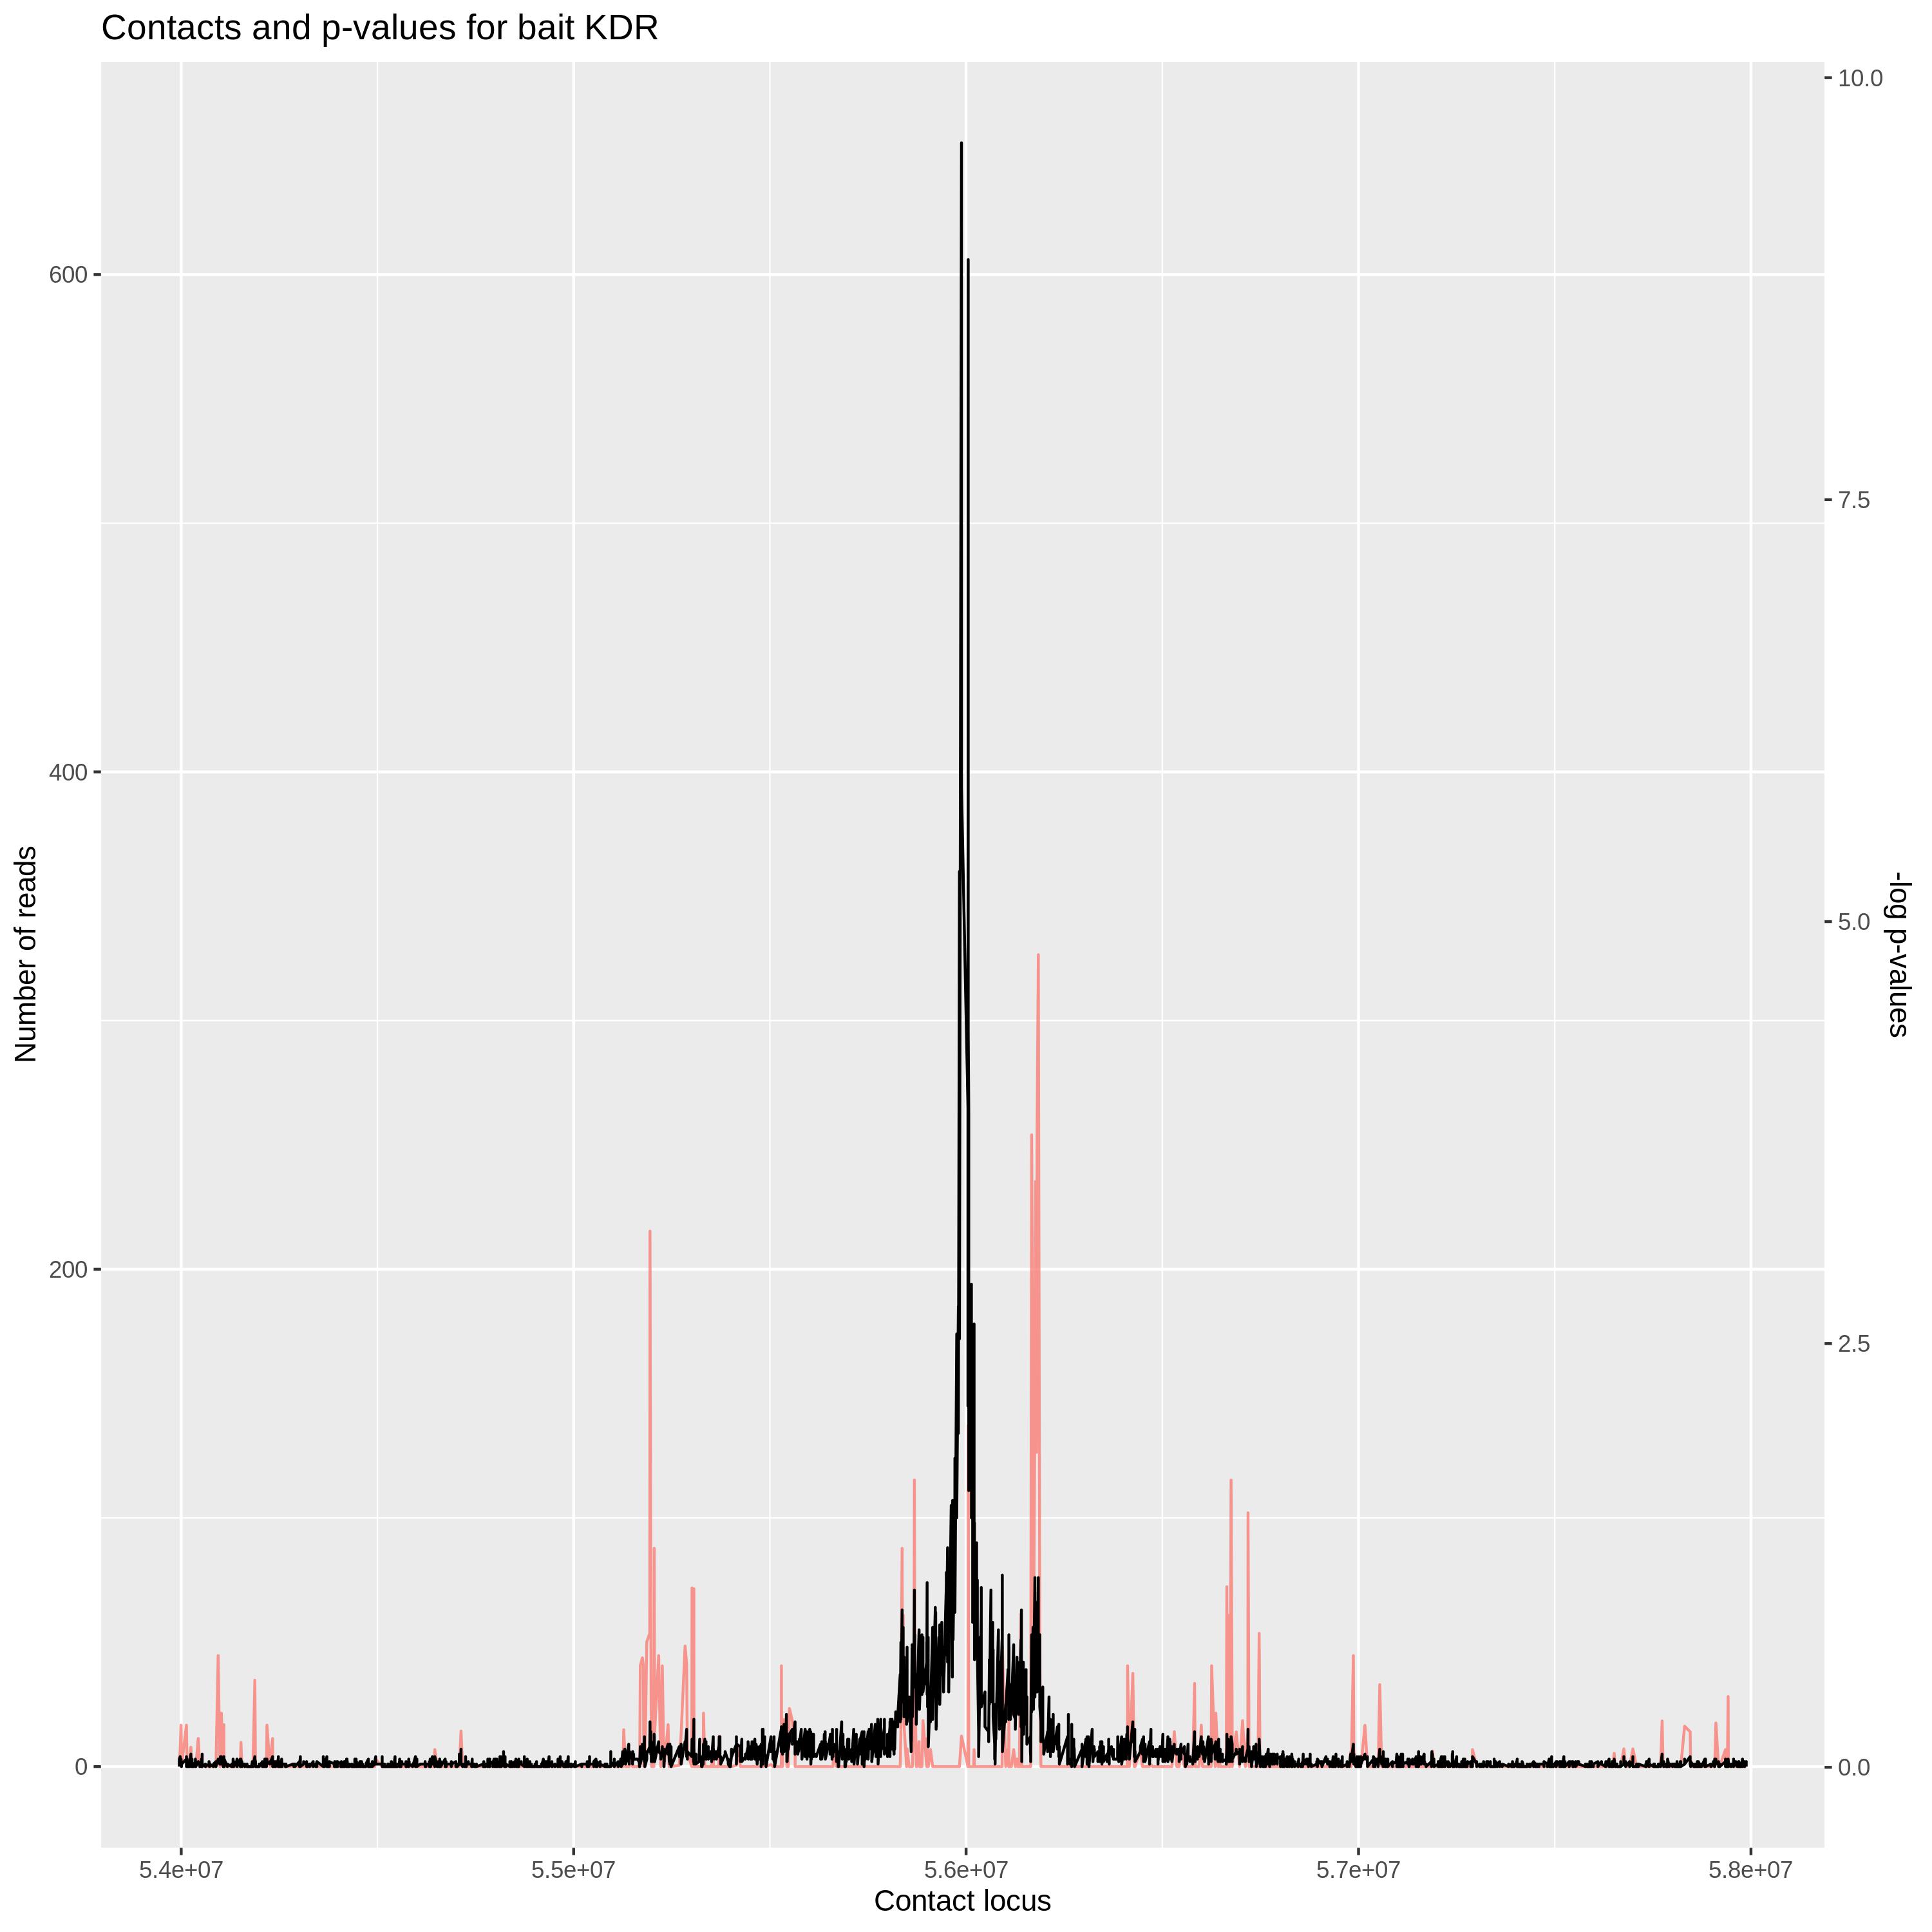 Contacts and p-values for bait KDR
10.0
600
7.5
400
5.0
Number of reads
-log p-values
200
2.5
0
0.0
5.4e+07 5.5e+07 5.6e+07 5.7e+07 5.8e+07
Contact locus